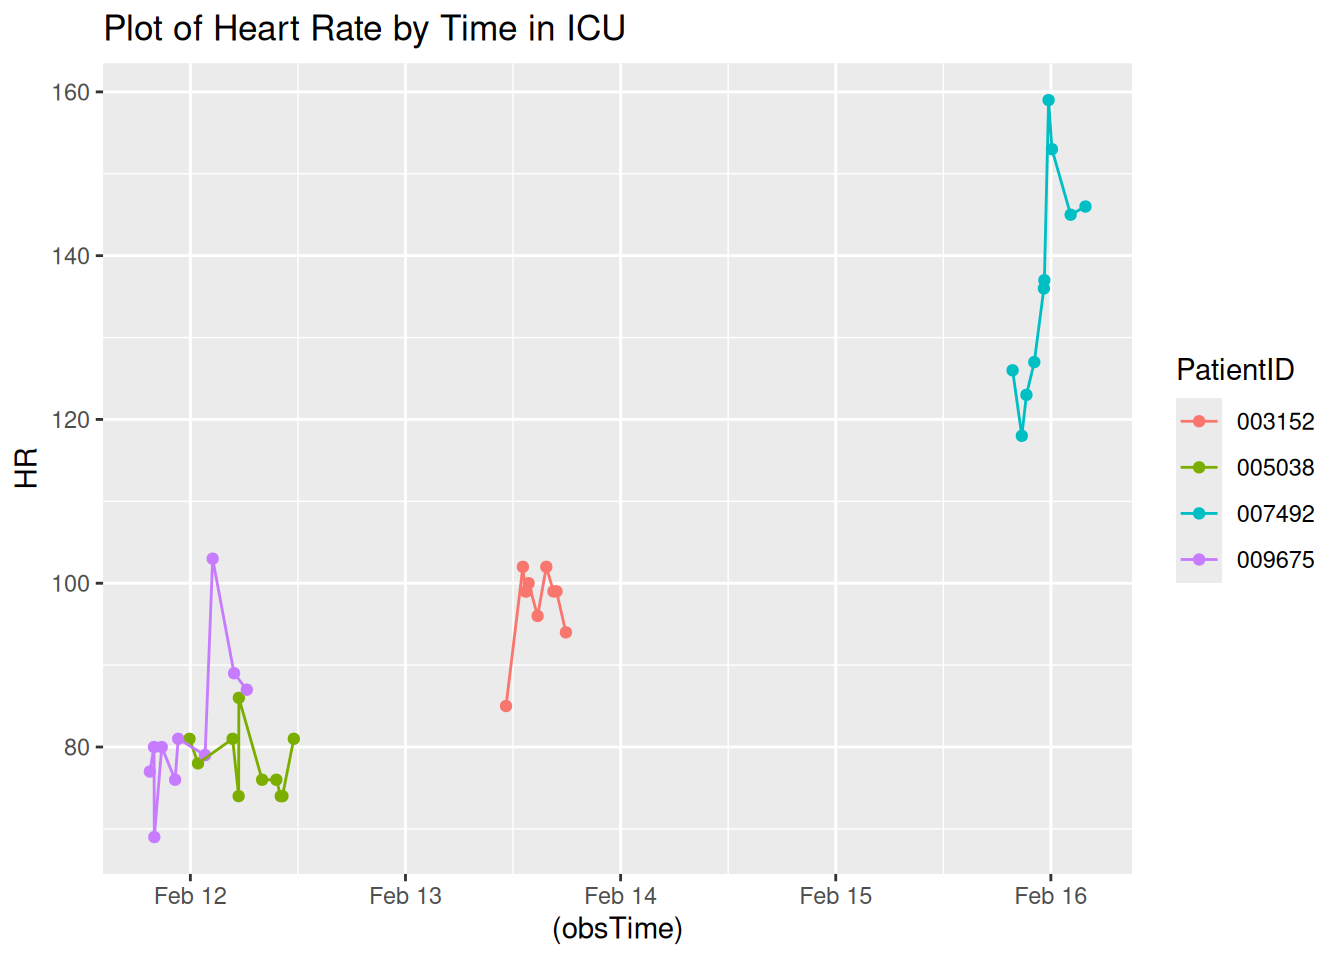 Plot of Heart Rate by Time in ICU
160
140
120
100
80
HR
Feb 12
Feb 13
Feb 14
Feb 15
Feb 16
(obsTime)
PatientID
003152
005038
007492
009675